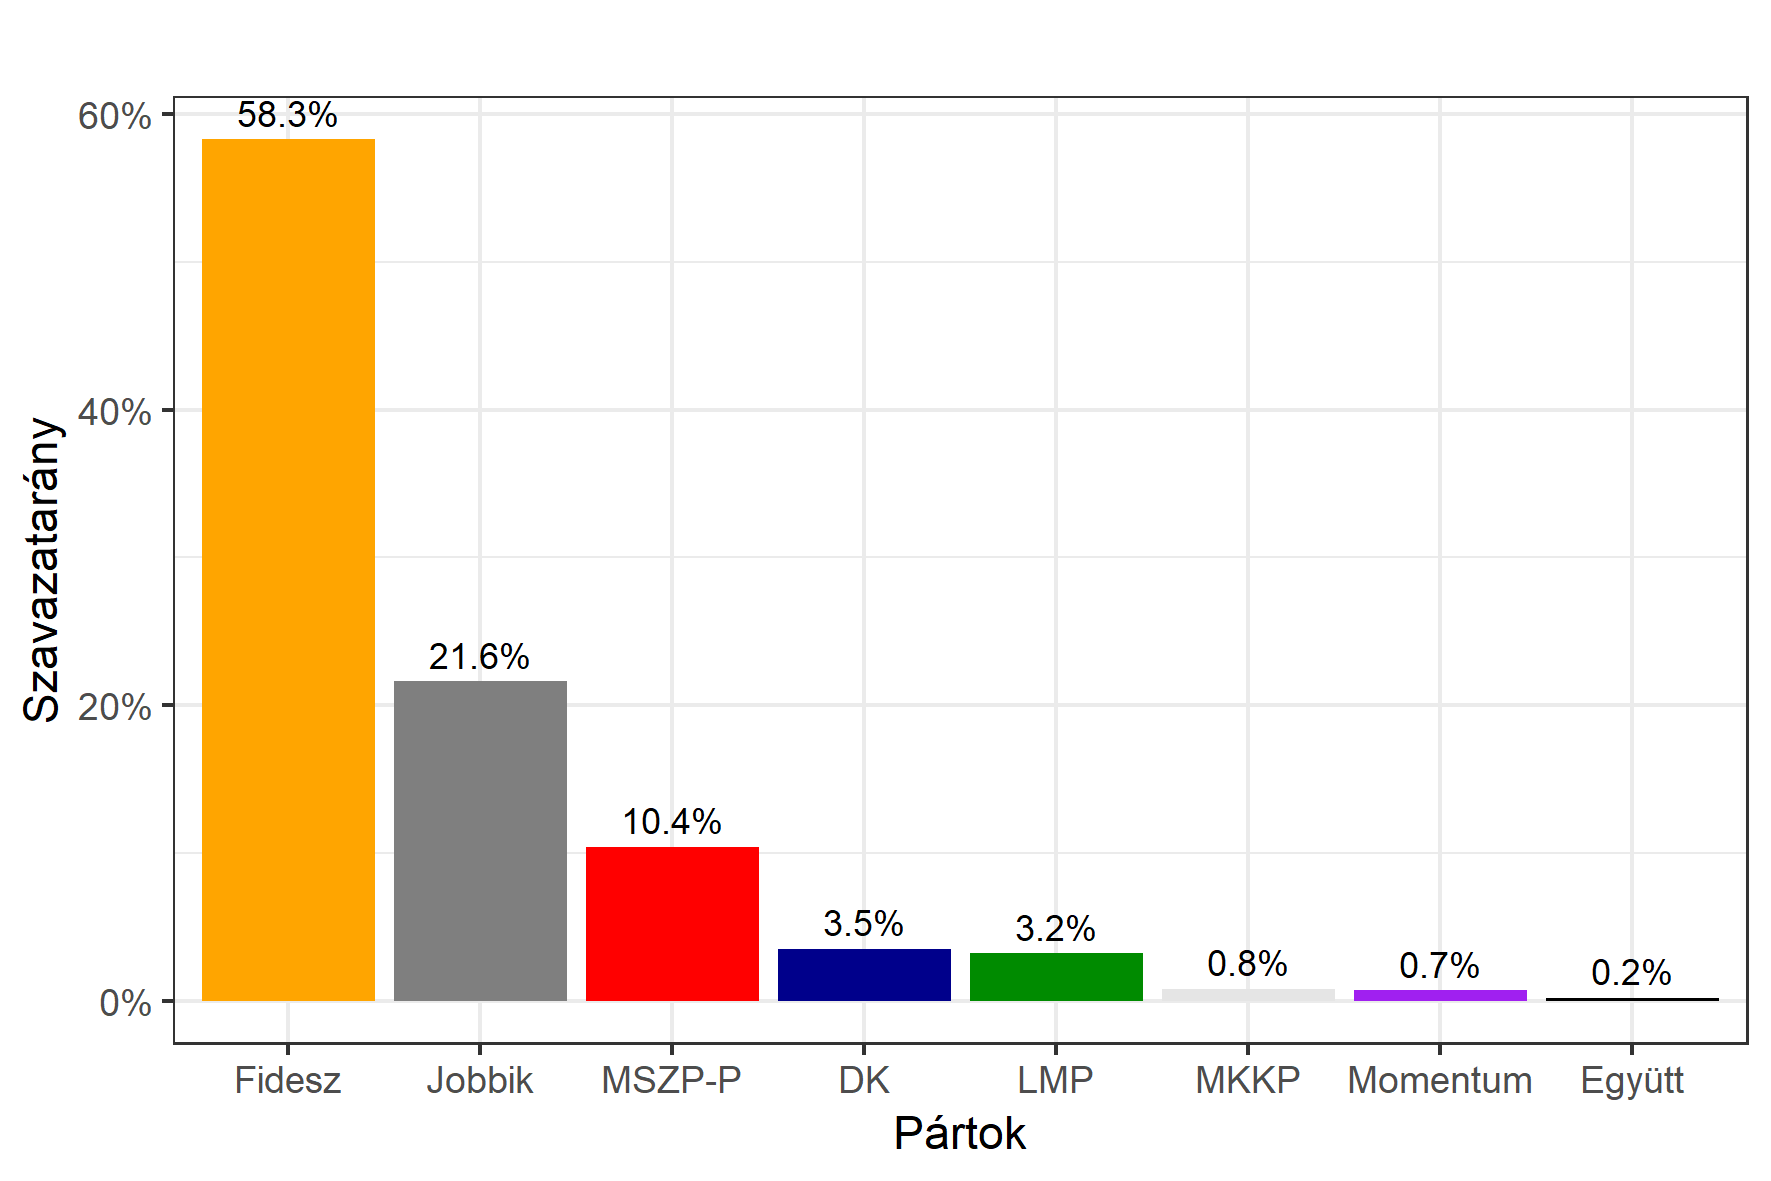 Szavazatarány
60%
40%
20%
0%
58.3%
21.6%
10.4%
3.5%
3.2%
0.8%
0.7%
0.2%
Fidesz
Jobbik
MSZP-P
DK
LMP
MKKP
Momentum
Együtt
Pártok